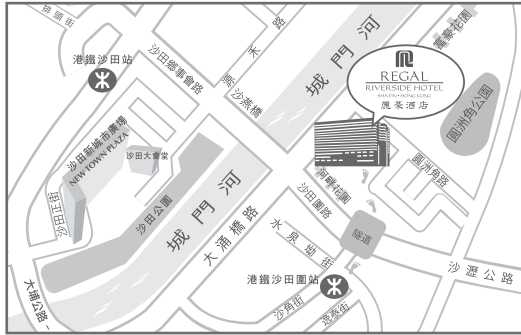 排頭街
港鐵沙田站
沙田鄉事會路
源禾路
城門河
富豪花園
REGAL
RIVERSIDE HOTEL
SHATIN • HONG KONG
麗豪酒店
圓洲角公園
沙燕橋
沙田新城市廣場
NEW TOWN PLAZA
沙田大會堂
圓洲角路
河畔花園
沙田圍路
沙田正街
沙田公園
城門河
大涌橋路
水泉坳街
隧道
沙瀝公路
港鐵沙田圍站
大埔公路
沙角街
逸泰街